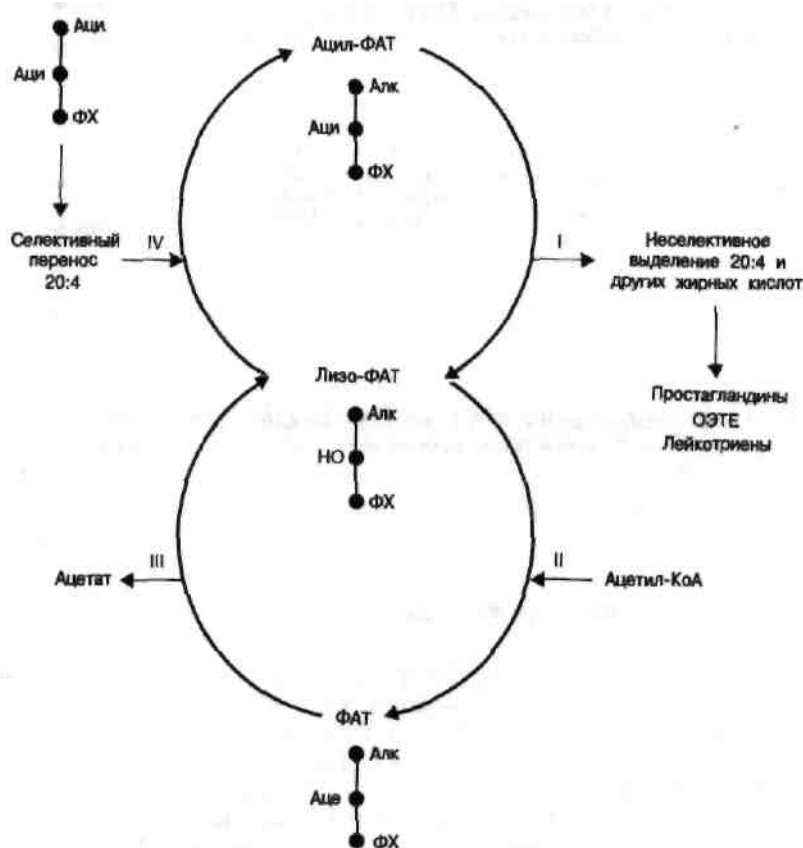 Аци
Аци
ФХ
Селективный
перенос
20:4
IV
Ацил-ФАТ
Алк
Аци
ФХ
I
Неселективное
выделение 20:4 и
других жирных кислот
Простагландины
ОЭТЕ
Лейкотриены
Лизо-ФАТ
Алк
НО
ФХ
III
Ацетат
II
Ацетил-КоА
ФАТ
Алк
Аце
ФХ